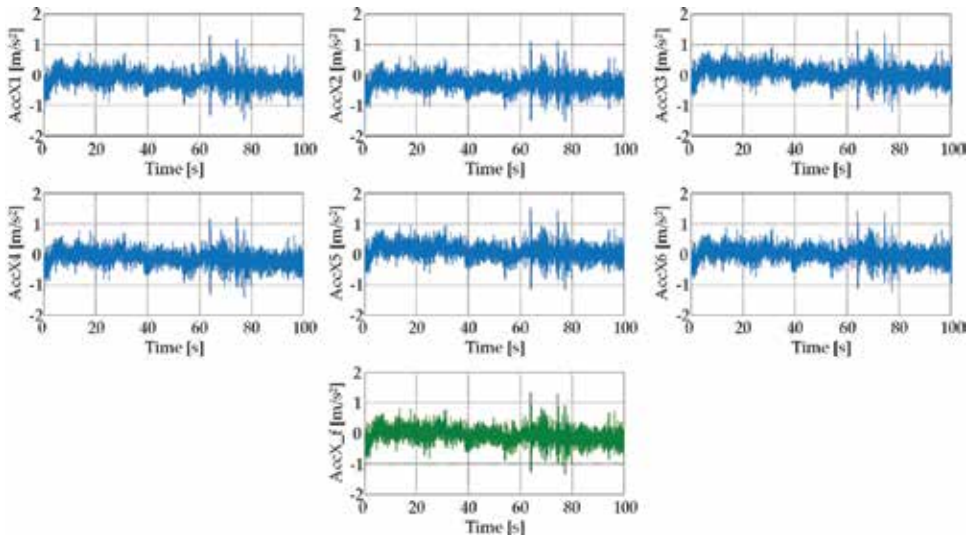 2
1
0
-1
-2
AccX1 [m/s²]
0 20 40 60 80 100
Time [s]
2
1
0
-1
-2
AccX2 [m/s²]
0 20 40 60 80 100
Time [s]
2
1
0
-1
-2
AccX3 [m/s²]
0 20 40 60 80 100
Time [s]
2
1
0
-1
-2
AccX4 [m/s²]
0 20 40 60 80 100
Time [s]
2
1
0
-1
-2
AccX5 [m/s²]
0 20 40 60 80 100
Time [s]
2
1
0
-1
-2
AccX6 [m/s²]
0 20 40 60 80 100
Time [s]
2
1
0
-1
-2
AccX_f [m/s²]
0 20 40 60 80 100
Time [s]